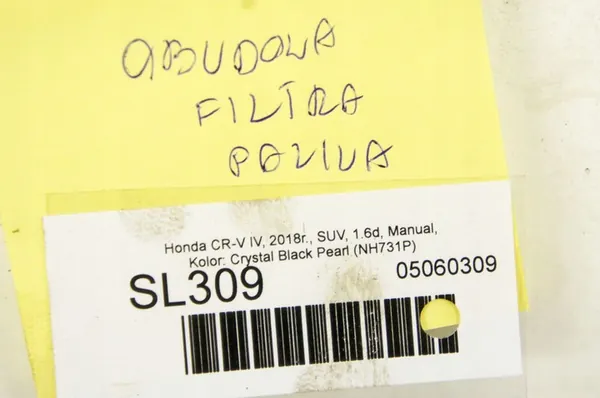 OBUDOWA
FILTRA
PALIWA
Honda CR-V IV, 2018r., SUV, 1.6d, Manual,
Kolor: Crystal Black Pearl (NH731P)
SL309
05060309